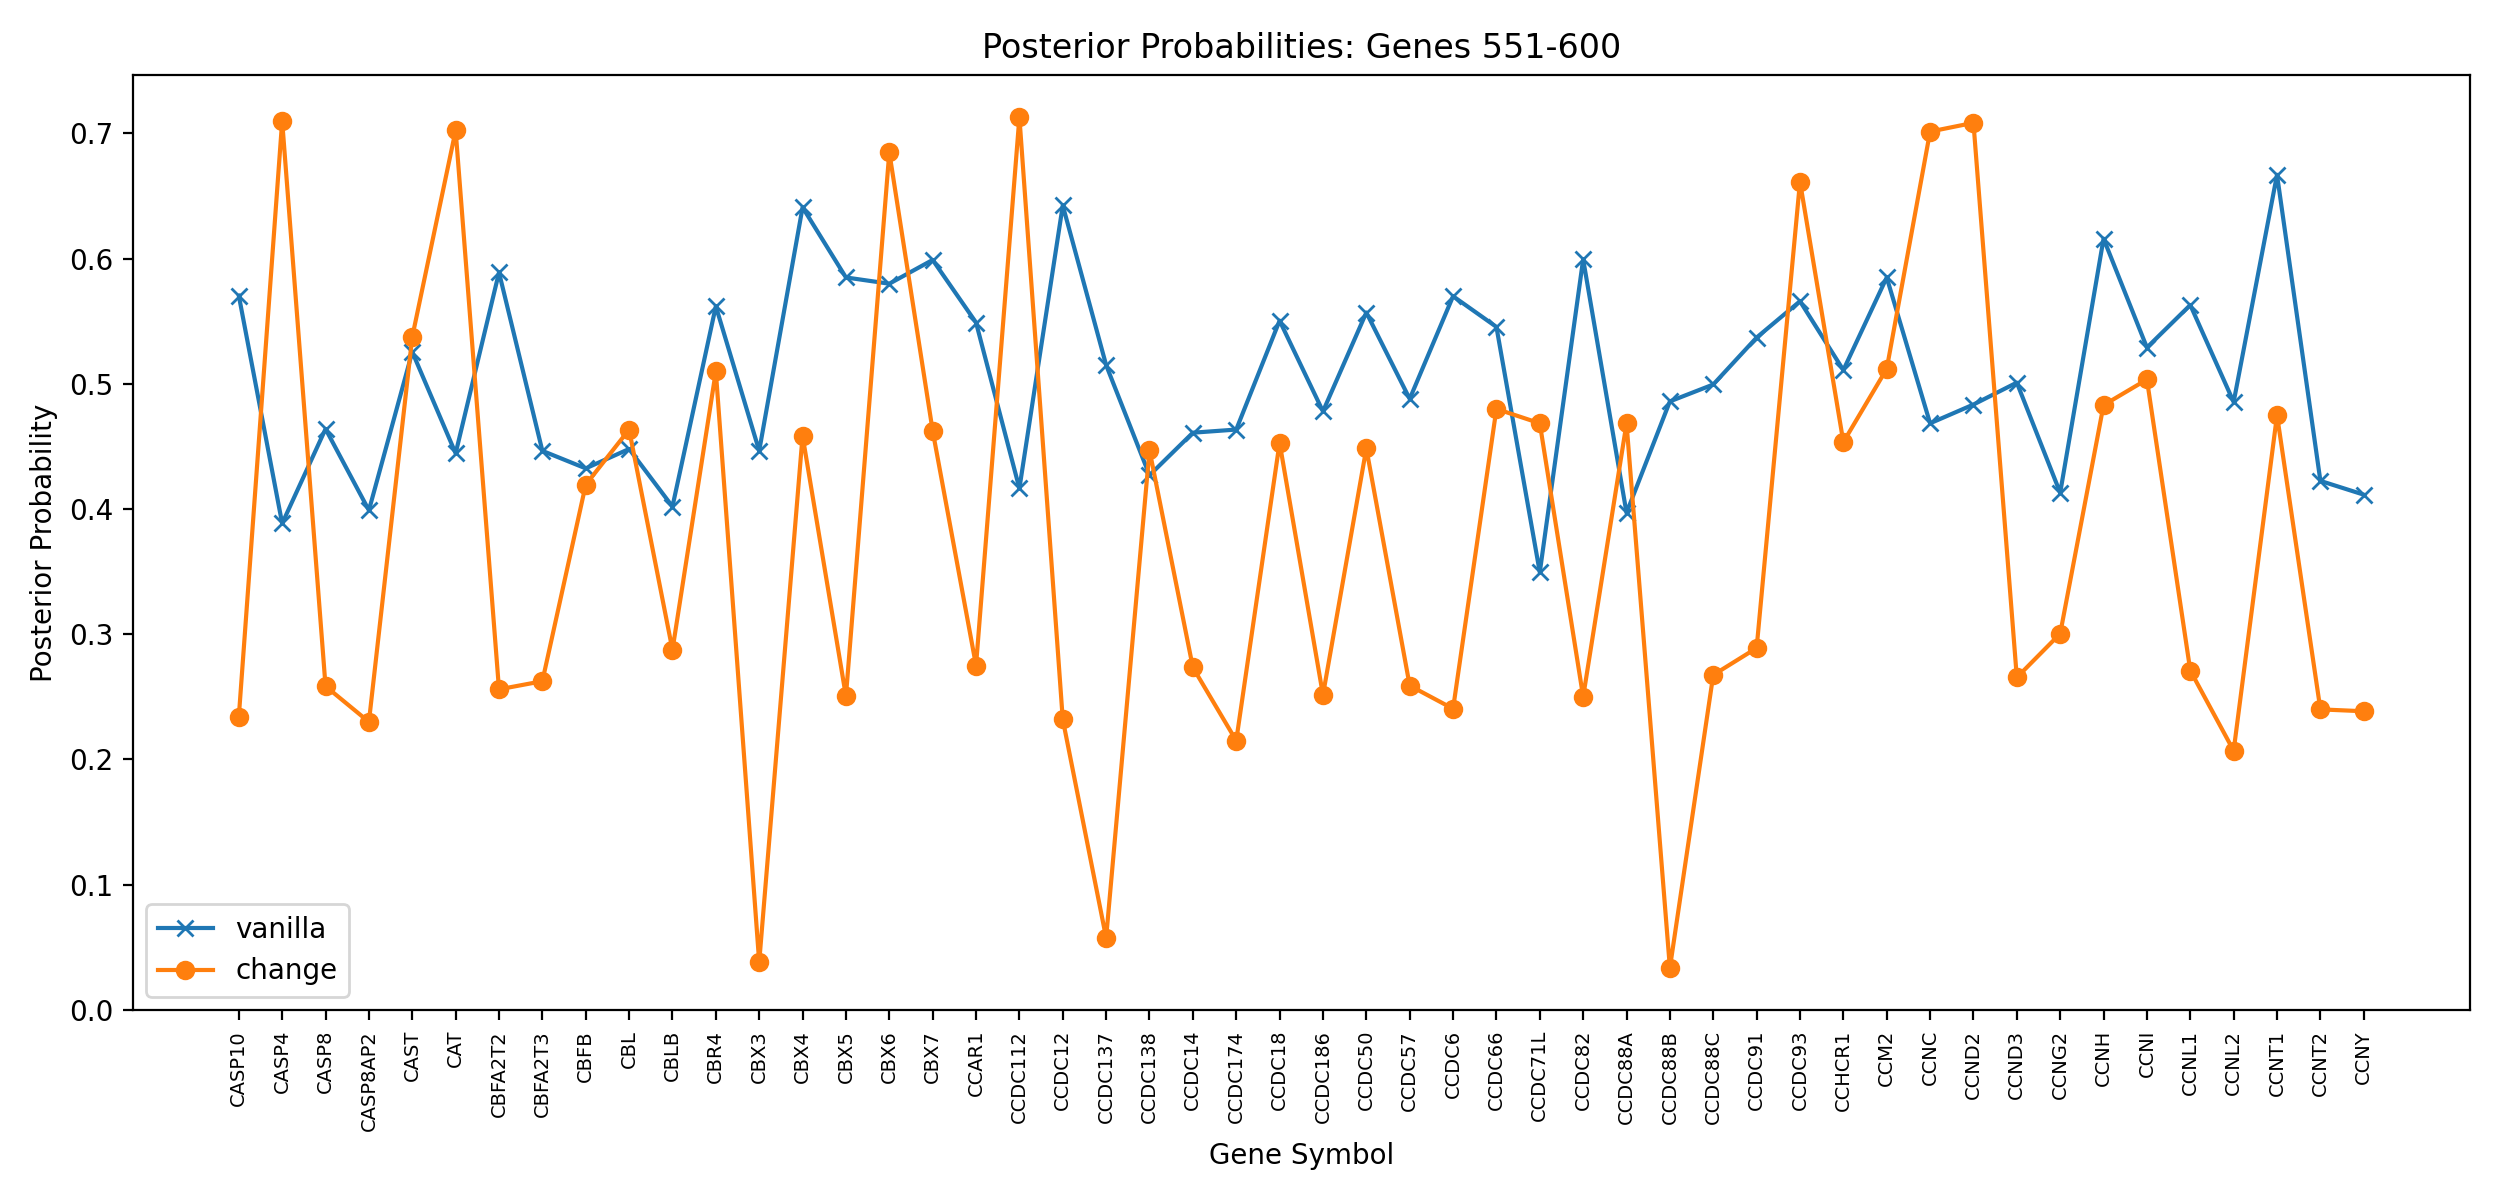 Posterior Probabilities: Genes 551-600
Posterior Probability
0.7
0.6
0.5
0.4
0.3
0.2
0.1
0.0
vanilla
change
CASP10
CASP4
CASP8
CASP8AP2
CAST
CAT
CBFA2T2
CBFA2T3
CBFB
CBL
CBLB
CBR4
CBX3
CBX4
CBX5
CBX6
CBX7
CCAR1
CCDC112
CCDC12
CCDC137
CCDC138
CCDC14
CCDC174
CCDC18
CCDC186
CCDC50
CCDC57
CCDC6
CCDC66
CCDC71L
CCDC82
CCDC88A
CCDC88B
CCDC88C
CCDC91
CCDC93
CCHCR1
CCM2
CCNC
CCND2
CCND3
CCNG2
CCNH
CCNI
CCNL1
CCNL2
CCNT1
CCNT2
CCNY
Gene Symbol